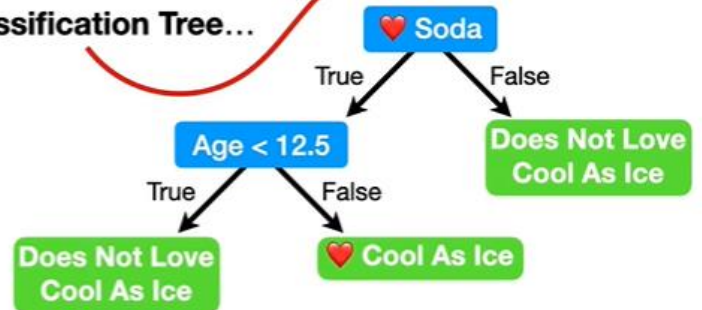 ssification Tree...
❤️ Soda
True
False
Age < 12.5
Does Not Love
Cool As Ice
True
False
Does Not Love
Cool As Ice
❤️ Cool As Ice